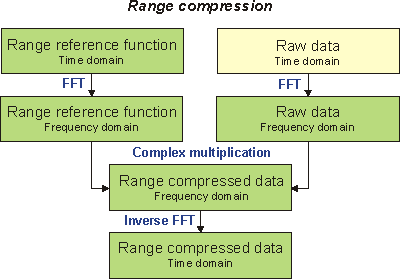 Range compression
Range reference function
Time domain
Raw data
Time domain
FFT
FFT
Range reference function
Frequency domain
Raw data
Frequency domain
Complex multiplication
Range compressed data
Frequency domain
Inverse FFT
Range compressed data
Time domain